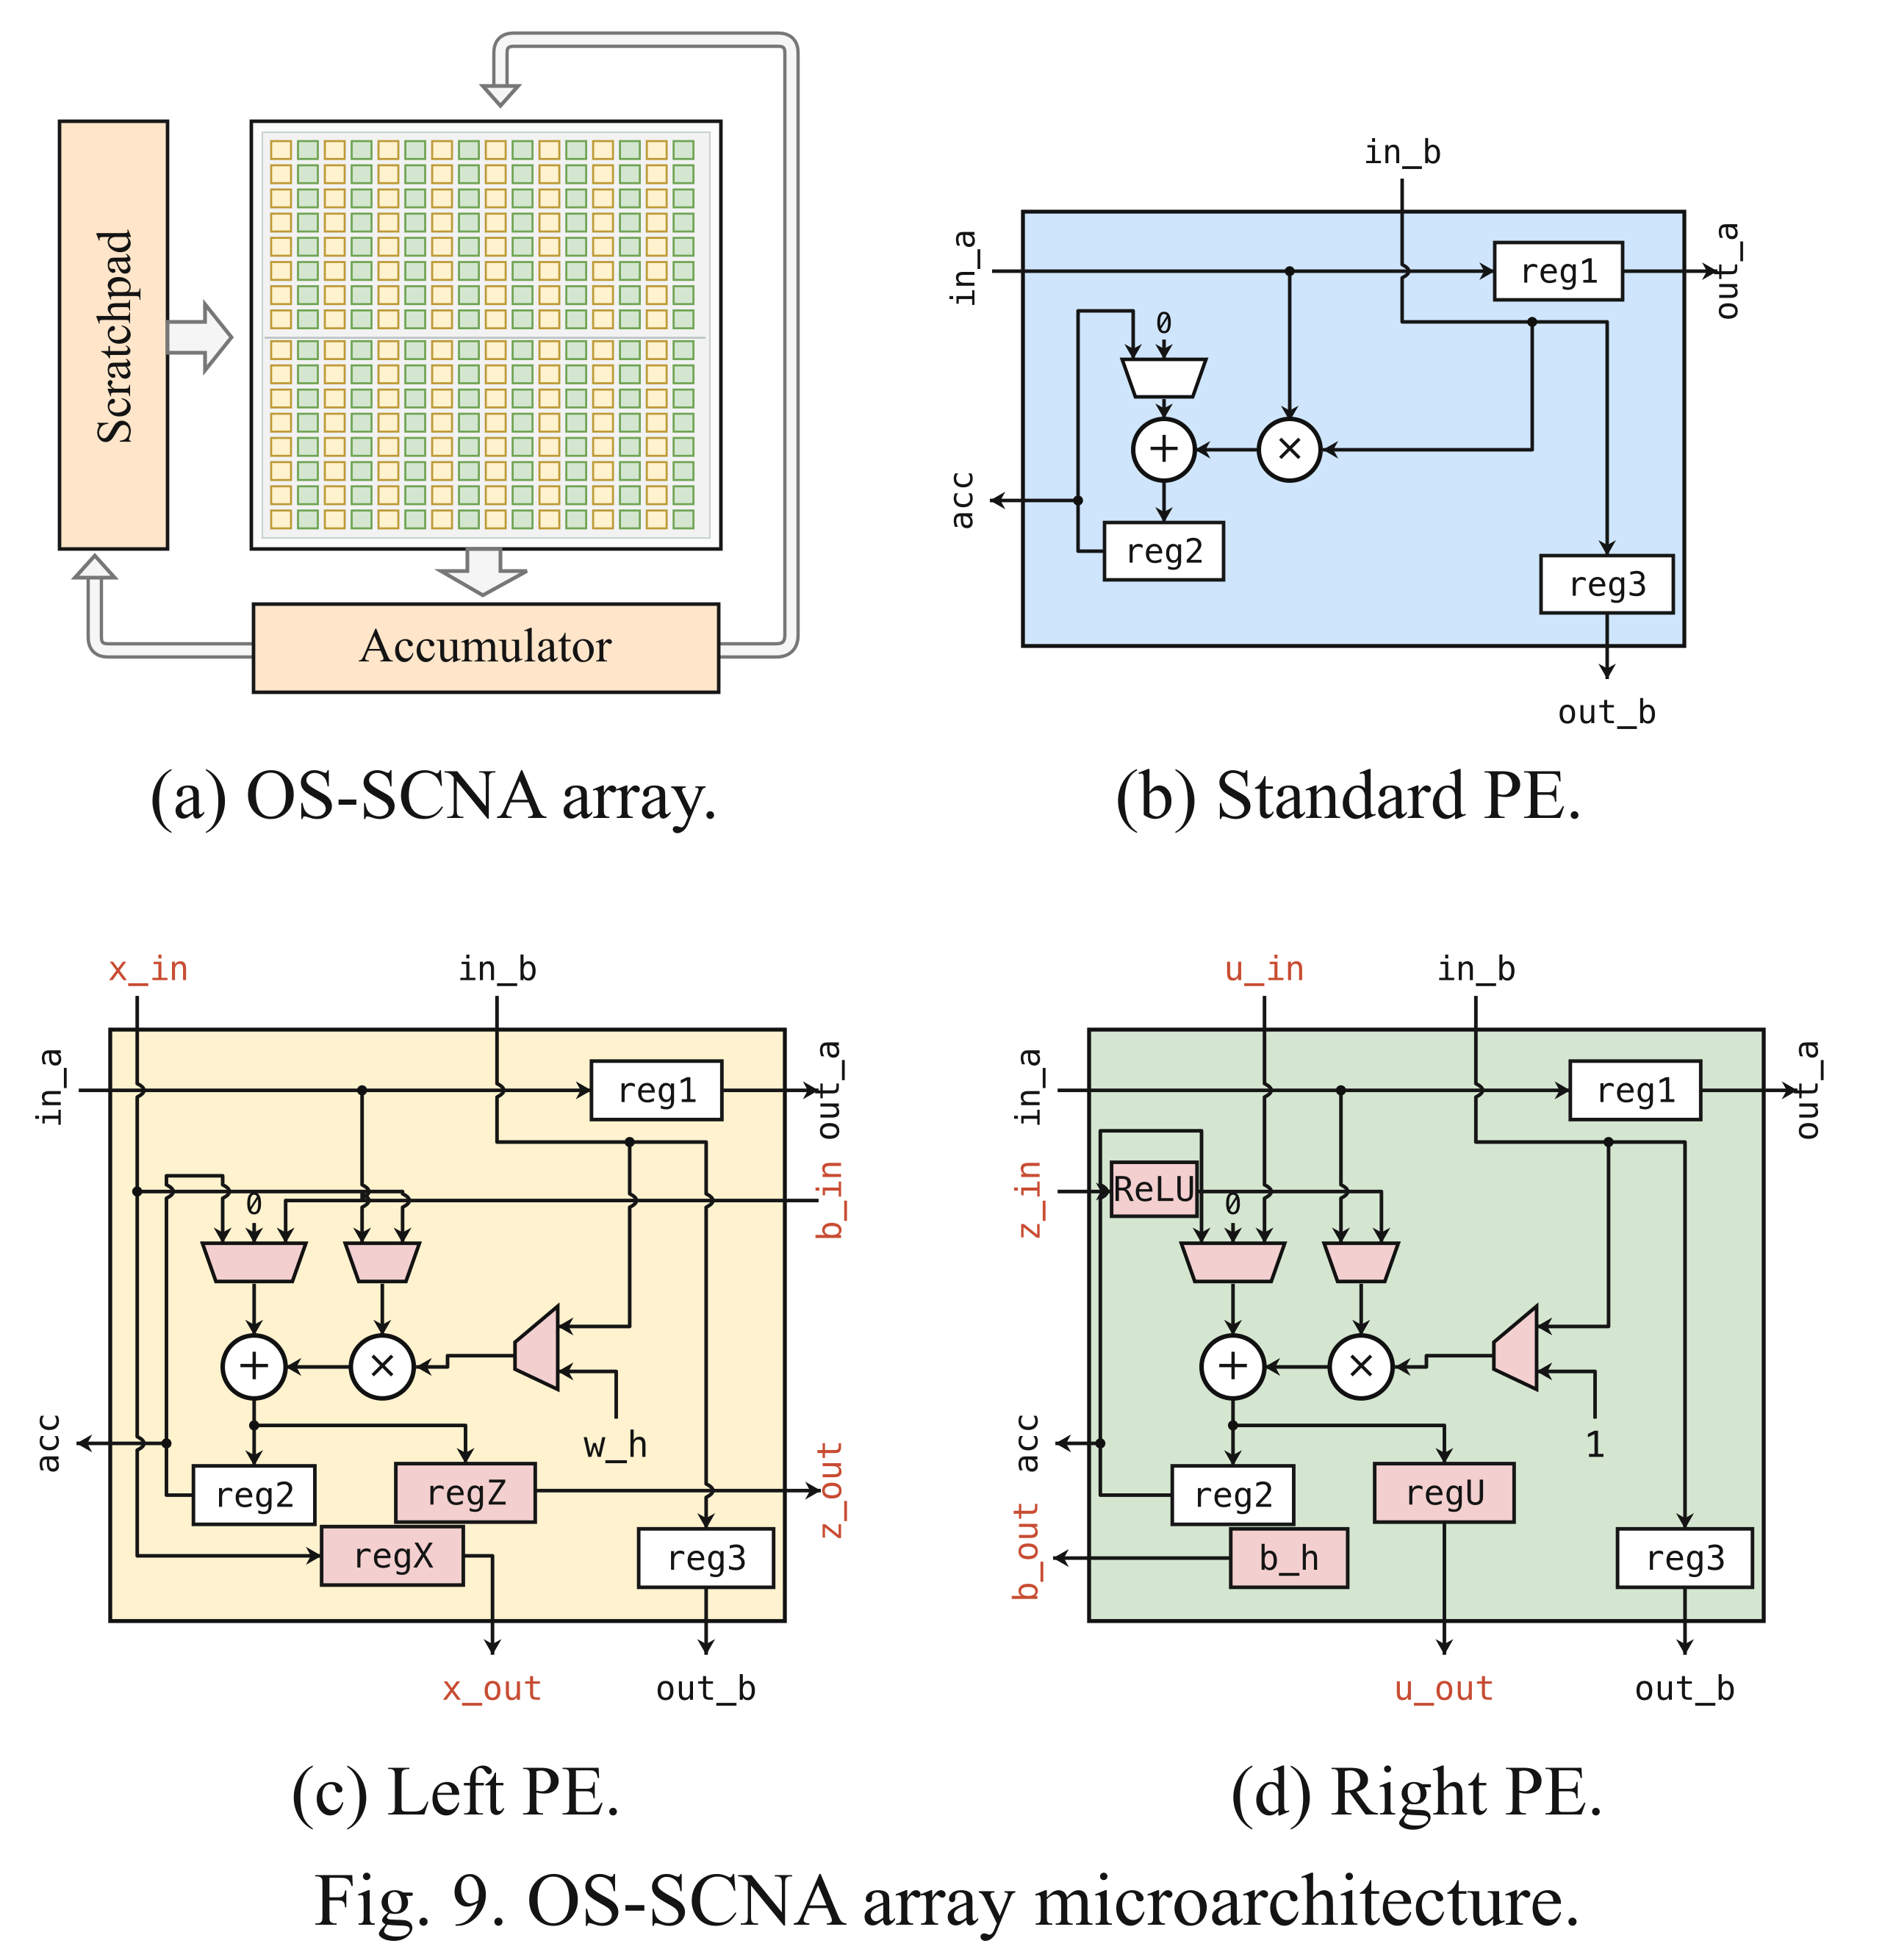 Scratchpad
Accumulator
(a) OS-SCNA array.
in_b
in_a
reg1
out_a
0
+
×
acc
reg2
reg3
out_b
(b) Standard PE.
x_in
in_b
in_a
reg1
out_a
b_in
0
+
×
w_h
acc
reg2
regZ
z_out
regX
reg3
x_out
out_b
(c) Left PE.
u_in
in_b
in_a
reg1
out_a
z_in
ReLU
0
+
×
1
acc
reg2
regU
b_out
b_h
reg3
u_out
out_b
(d) Right PE.
Fig. 9. OS-SCNA array microarchitecture.